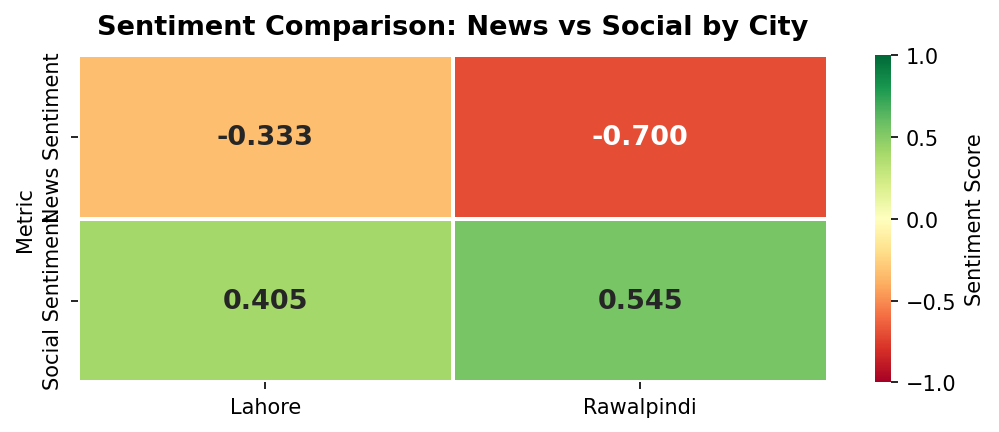 Sentiment Comparison: News vs Social by City
Metric
News Sentiment
Social Sentiment
-0.333
-0.700
0.405
0.545
Lahore
Rawalpindi
1.0
0.5
0.0
−0.5
−1.0
Sentiment Score